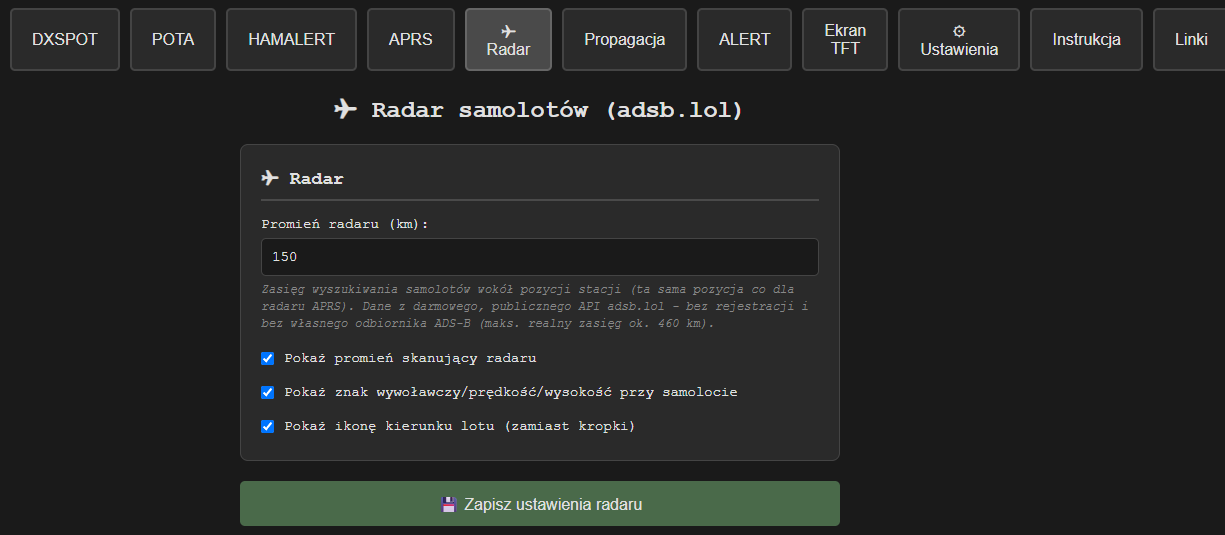 DXSPOT
POTA
HAMALERT
APRS
✈
Radar
Propagacja
ALERT
Ekran
TFT
⚙
Ustawienia
Instrukcja
Linki
✈ Radar samolotów (adsb.lol)
✈ Radar
Promień radaru (km):
150
Zasięg wyszukiwania samolotów wokół pozycji stacji (ta sama pozycja co dla
radaru APRS). Dane z darmowego, publicznego API adsb.lol – bez rejestracji i
bez własnego odbiornika ADS-B (maks. realny zasięg ok. 460 km).
Pokaż promień skanujący radaru
Pokaż znak wywoławczy/prędkość/wysokość przy samolocie
Pokaż ikonę kierunku lotu (zamiast kropki)
💾 Zapisz ustawienia radaru